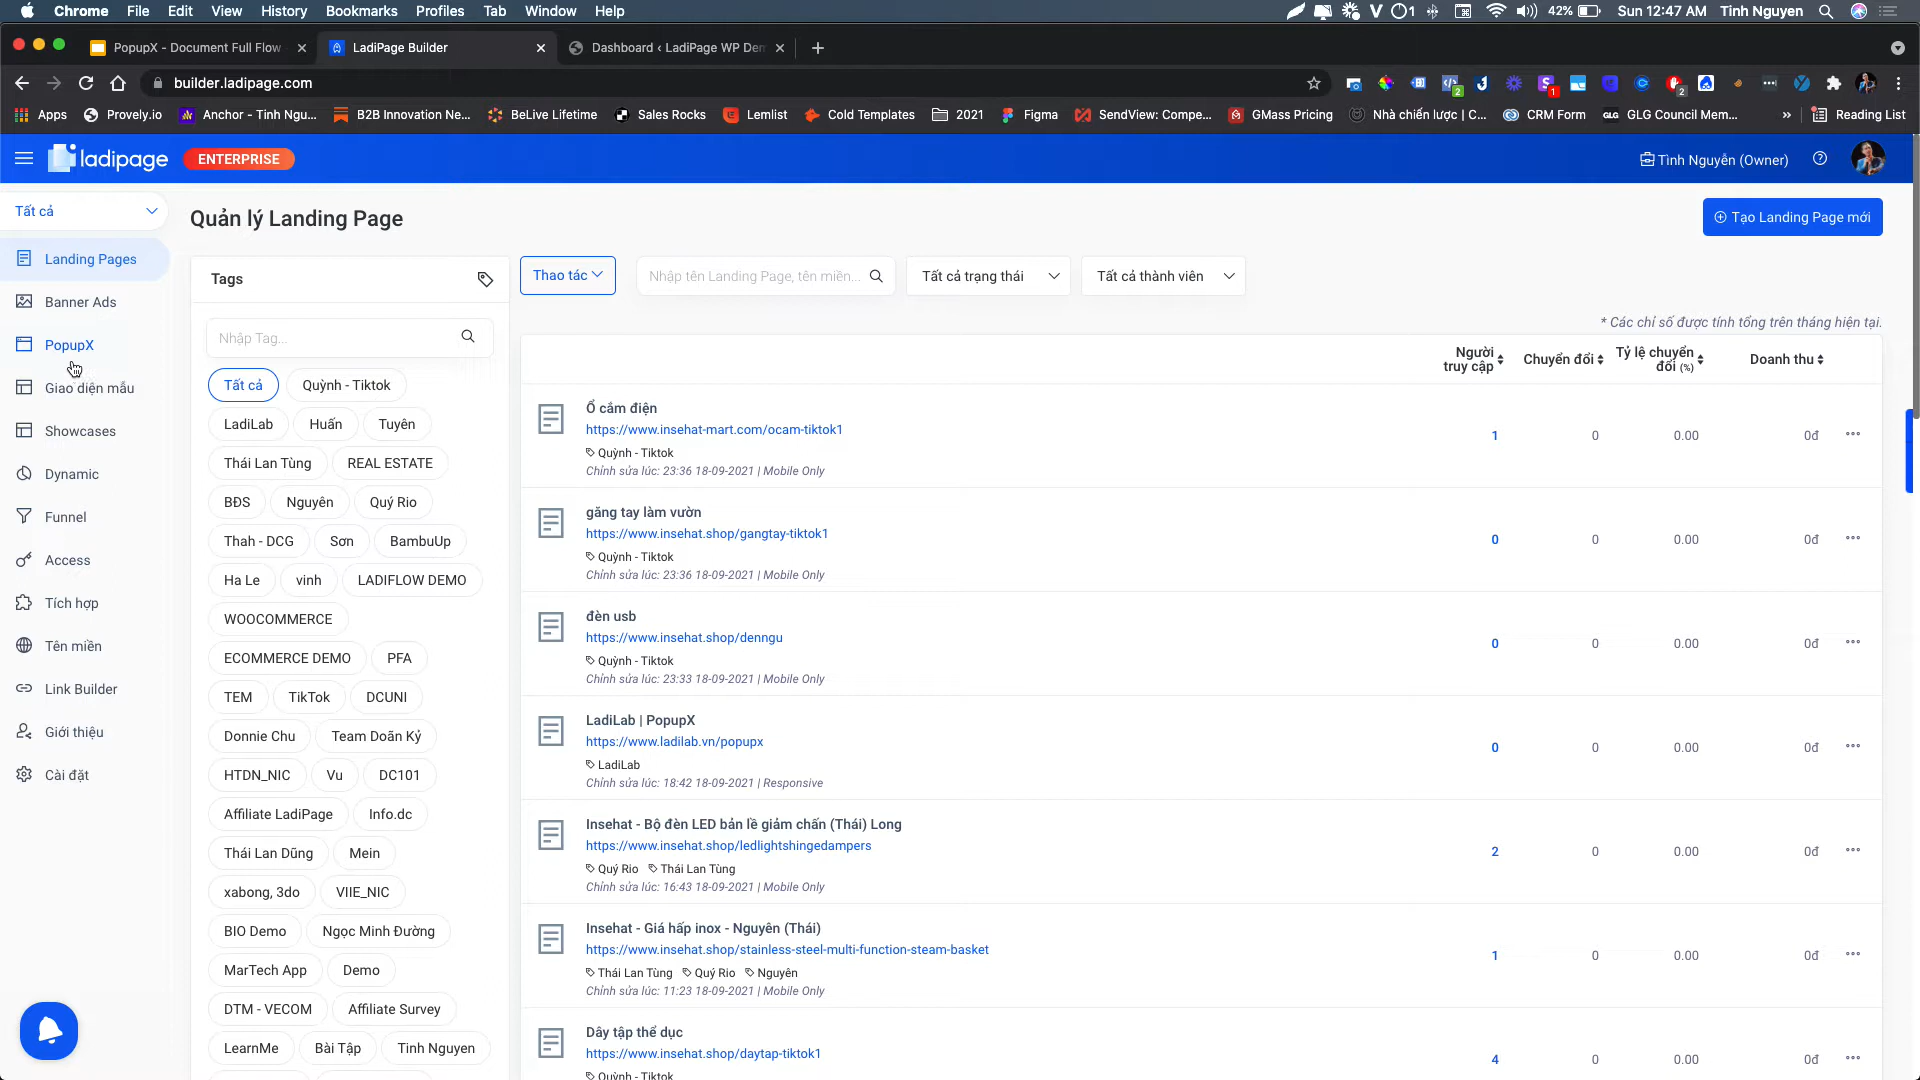 Chrome File Edit View History Bookmarks Profiles Tab Window Help
1 42% Sun 12:47 AM Tinh Nguyen
PopupX - Document Full Flow
LadiPage Builder
Dashboard ‹ LadiPage WP Dem
builder.ladipage.com
2 1 2
Apps Provely.io Anchor - Tinh Ngu... B2B Innovation Ne... BeLive Lifetime Sales Rocks Lemlist Cold Templates 2021 Figma SendView: Compe... GMass Pricing Nhà chiến lược | C... CRM Form GLG GLG Council Mem... » Reading List
ladipage ENTERPRISE
Tình Nguyễn (Owner)
Tất cả
Landing Pages
Banner Ads
PopupX
Giao diện mẫu
Showcases
Dynamic
Funnel
Access
Tích hợp
Tên miền
Link Builder
Giới thiệu
Cài đặt
Quản lý Landing Page
Tạo Landing Page mới
Tags
Nhập Tag...
Tất cả Quỳnh - Tiktok
LadiLab Huấn Tuyên
Thái Lan Tùng REAL ESTATE
BĐS Nguyên Quý Rio
Thah - DCG Sơn BambuUp
Ha Le vinh LADIFLOW DEMO
WOOCOMMERCE
ECOMMERCE DEMO PFA
TEM TikTok DCUNI
Donnie Chu Team Doãn Kỷ
HTDN_NIC Vu DC101
Affiliate LadiPage Info.dc
Thái Lan Dũng Mein
xabong, 3do VIIE_NIC
BIO Demo Ngọc Minh Đường
MarTech App Demo
DTM - VECOM Affiliate Survey
LearnMe Bài Tập Tinh Nguyen
Thao tác
Nhập tên Landing Page, tên miền...
Tất cả trạng thái
Tất cả thành viên
* Các chỉ số được tính tổng trên tháng hiện tại.
Người truy cập Chuyển đổi Tỷ lệ chuyển đổi (%) Doanh thu
Ổ cắm điện
https://www.insehat-mart.com/ocam-tiktok1
Quỳnh - Tiktok
Chỉnh sửa lúc: 23:36 18-09-2021 | Mobile Only
1 0 0.00 0đ
găng tay làm vườn
https://www.insehat.shop/gangtay-tiktok1
Quỳnh - Tiktok
Chỉnh sửa lúc: 23:36 18-09-2021 | Mobile Only
0 0 0.00 0đ
đèn usb
https://www.insehat.shop/denngu
Quỳnh - Tiktok
Chỉnh sửa lúc: 23:33 18-09-2021 | Mobile Only
0 0 0.00 0đ
LadiLab | PopupX
https://www.ladilab.vn/popupx
LadiLab
Chỉnh sửa lúc: 18:42 18-09-2021 | Responsive
0 0 0.00 0đ
Insehat - Bộ đèn LED bản lề giảm chấn (Thái) Long
https://www.insehat.shop/ledlightshingedampers
Quý Rio Thái Lan Tùng
Chỉnh sửa lúc: 16:43 18-09-2021 | Mobile Only
2 0 0.00 0đ
Insehat - Giá hấp inox - Nguyên (Thái)
https://www.insehat.shop/stainless-steel-multi-function-steam-basket
Thái Lan Tùng Quý Rio Nguyên
Chỉnh sửa lúc: 11:23 18-09-2021 | Mobile Only
1 0 0.00 0đ
Dây tập thể dục
https://www.insehat.shop/daytap-tiktok1
Quỳnh - Tiktok
4 0 0.00 0đ